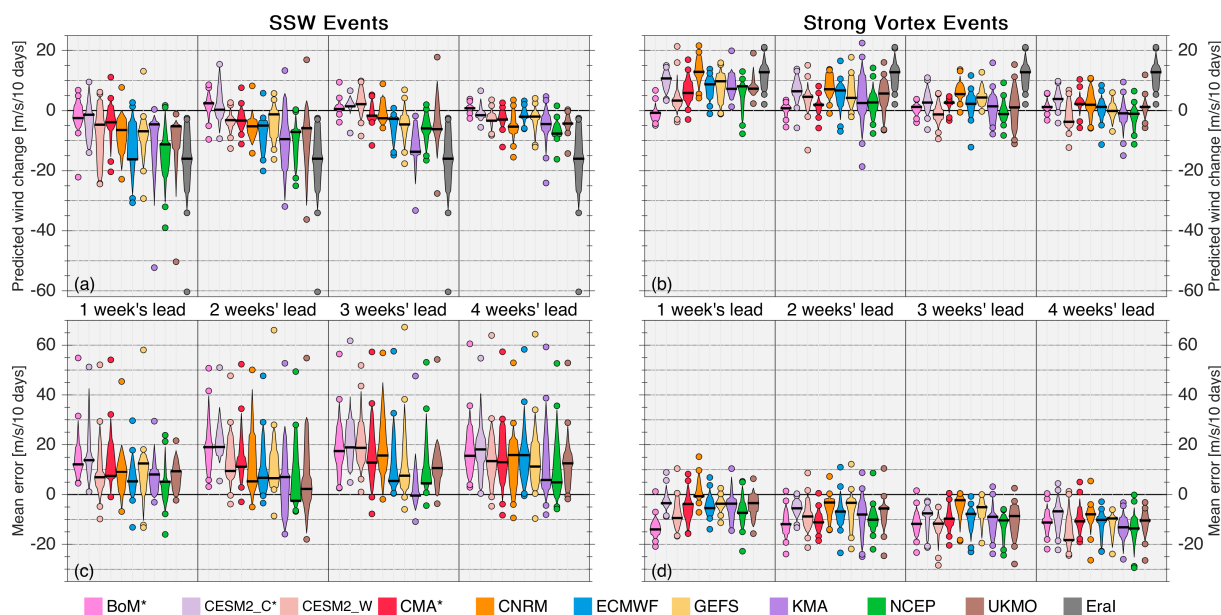 SSW Events
Strong Vortex Events
Predicted wind change [m/s/10 days]
20
0
-20
-40
-60
(a)
20
0
-20
-40
-60
(b)
Predicted wind change [m/s/10 days]
1 week's lead 2 weeks' lead 3 weeks' lead 4 weeks' lead
1 week's lead 2 weeks' lead 3 weeks' lead 4 weeks' lead
Mean error [m/s/10 days]
60
40
20
0
-20
(c)
60
40
20
0
-20
(d)
Mean error [m/s/10 days]
BoM* CESM2_C* CESM2_W CMA* CNRM ECMWF GEFS KMA NCEP UKMO EraI